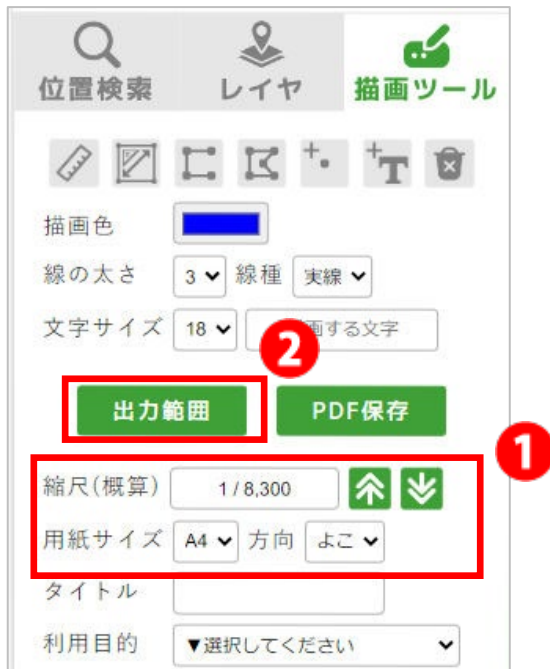 位置検索 レイヤ 描画ツール
描画色
線の太さ 3 線種 実線
文字サイズ 18 する文字
2
出力範囲 PDF保存
1
縮尺(概算) 1 / 8,300
用紙サイズ A4 方向 よこ
タイトル
利用目的 ▼選択してください